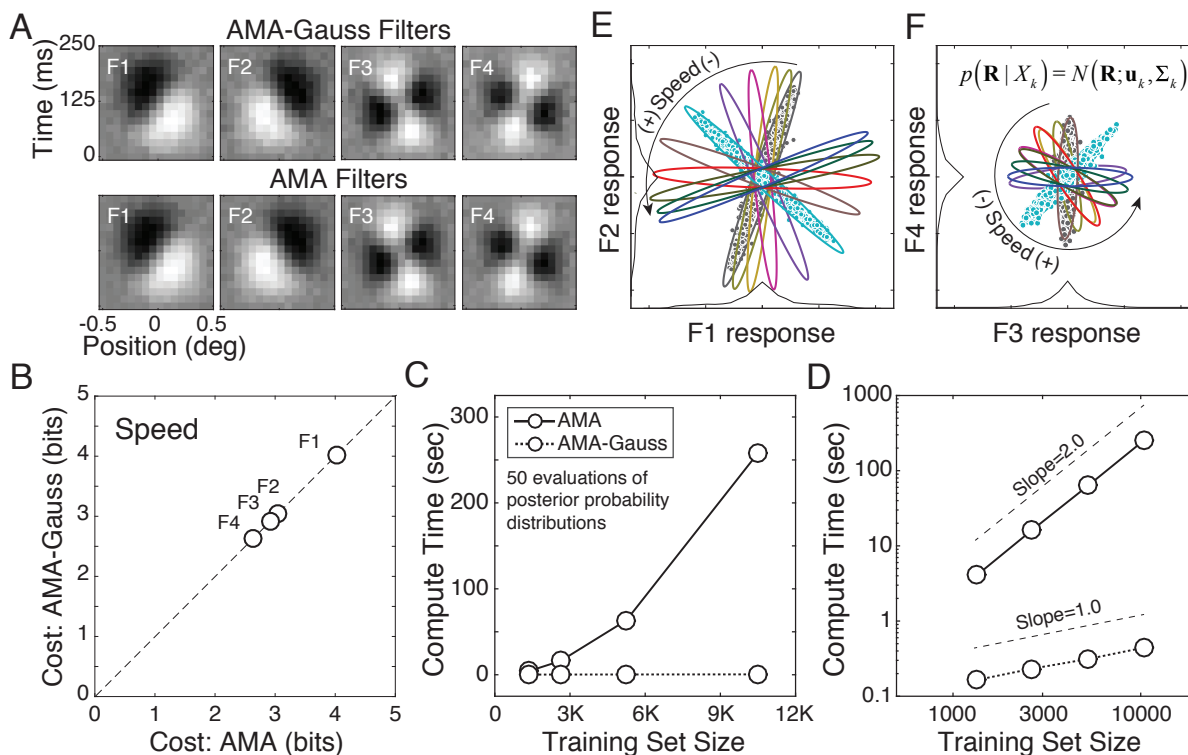 A
AMA-Gauss Filters
Time (ms)
250
125
0
F1
F2
F3
F4
AMA Filters
F1
F2
F3
F4
-0.5
0
0.5
Position (deg)
E
(+) Speed (-)
F2 response
F1 response
F
p(R | X_k) = N(R; u_k, Σ_k)
(-) Speed (+)
F4 response
F3 response
B
Speed
Cost: AMA-Gauss (bits)
5
4
3
2
1
0
F1
F2
F3
F4
0
1
2
3
4
5
Cost: AMA (bits)
C
Compute Time (sec)
300
200
100
0
AMA
AMA-Gauss
50 evaluations of
posterior probability
distributions
0
3K
6K
9K
12K
Training Set Size
D
Compute Time (sec)
1000
100
10
1
0.1
Slope=2.0
Slope=1.0
1000
3000
10000
Training Set Size